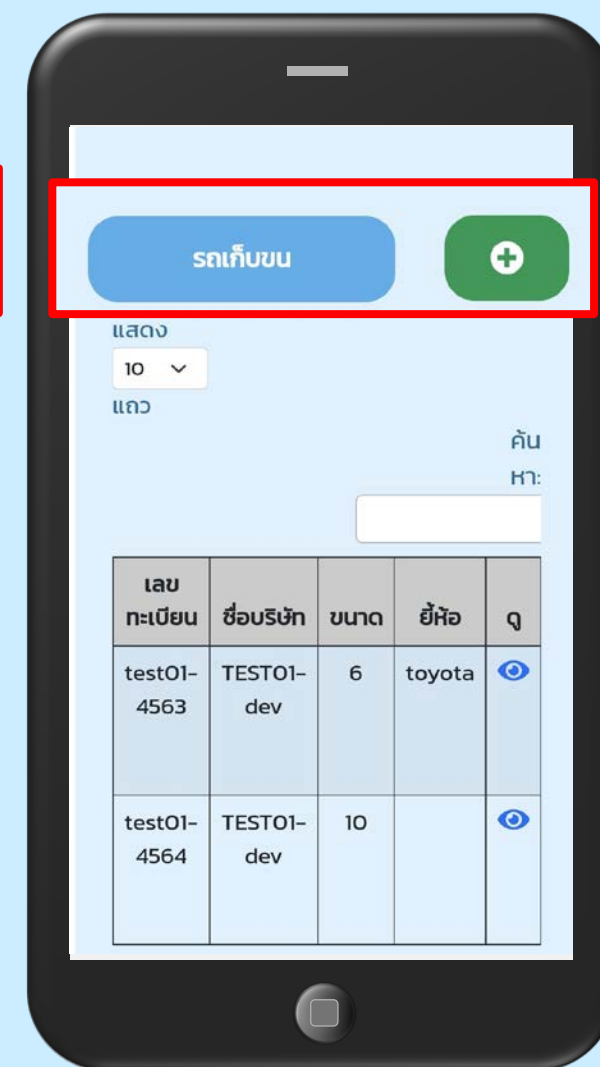 รถเก็บขน
แสดง
10
แถว
ค้น
หา:
เลข
ทะเบียน ชื่อบริษัท ขนาด ยี่ห้อ ดู
test01- TEST01- 6 toyota
4563 dev
test01- TEST01- 10
4564 dev